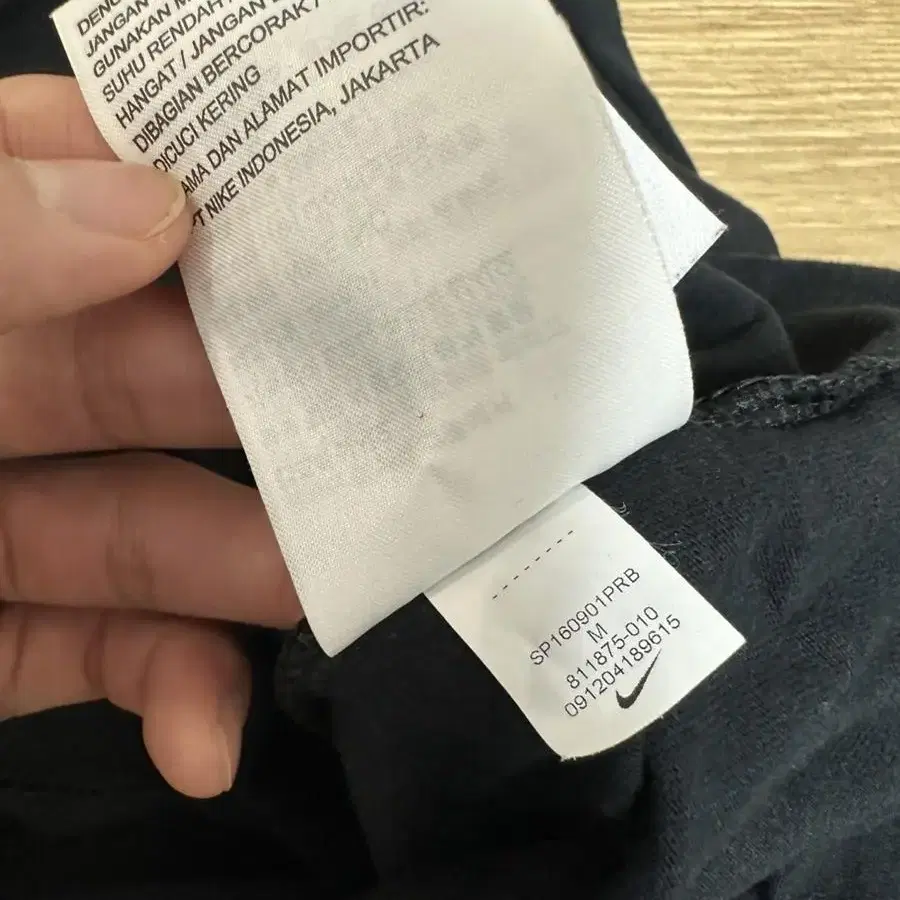 JANGAN
GUNAKAN
SUHU RENDAH
HANGAT / JANGAN
DIBAGIAN BERCORAK /
DICUCI KERING
AMA DAN ALAMAT IMPORTIR:
PT NIKE INDONESIA, JAKARTA
--------
SP160901PRB
M
811875-010
091204189615